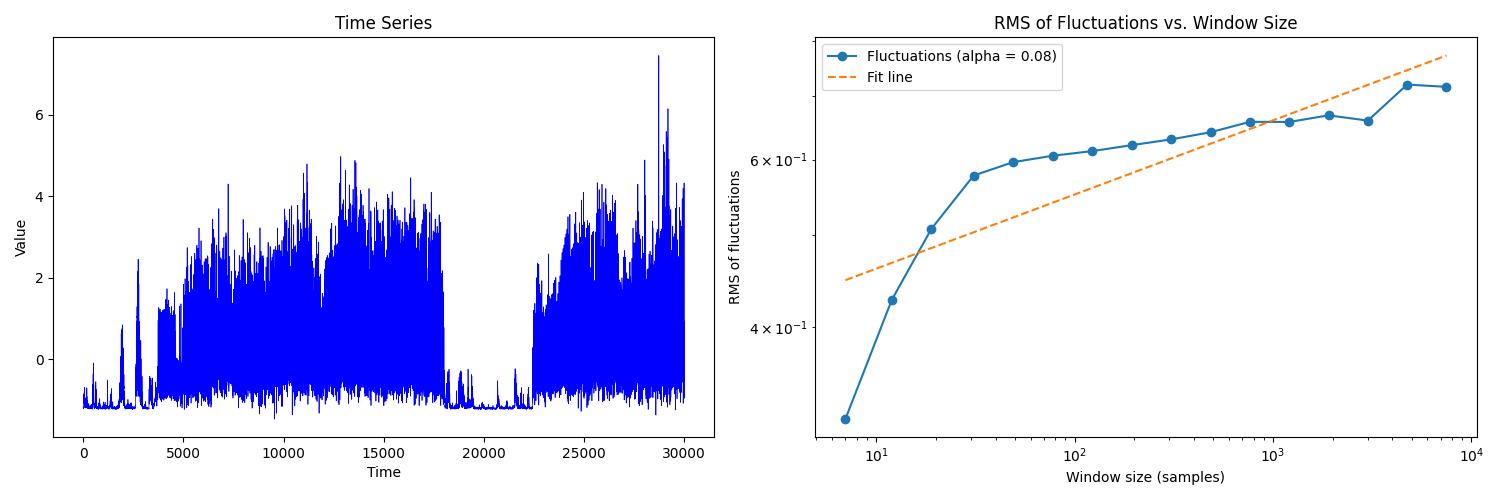 Time Series
Value
6
4
2
0
0 5000 10000 15000 20000 25000 30000
Time
RMS of Fluctuations vs. Window Size
Fluctuations (alpha = 0.08)
Fit line
RMS of fluctuations
6 × 10⁻¹
4 × 10⁻¹
10¹ 10² 10³ 10⁴
Window size (samples)